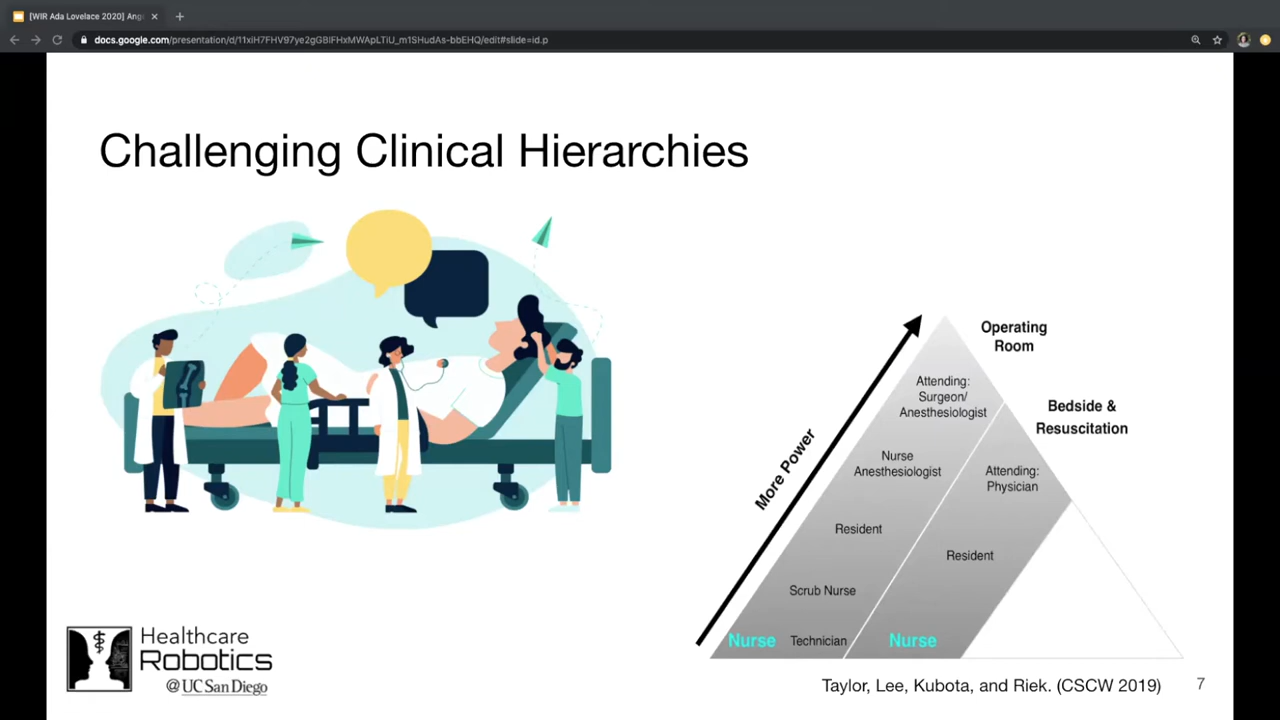 [WIR Ada Lovelace 2020] Ang
docs.google.com/presentation/d/11xiH7FHV97ye2gGBIFHxMWApLTiU_m1SHudAs-bbEHQ/edit#slide=id.p
Challenging Clinical Hierarchies
Operating
Room
Attending:
Surgeon/
Anesthesiologist
Bedside &
Resuscitation
More Power
Nurse
Anesthesiologist
Attending:
Physician
Resident
Resident
Scrub Nurse
Nurse
Technician
Nurse
Healthcare
Robotics
@UC San Diego
Taylor, Lee, Kubota, and Riek. (CSCW 2019)
7